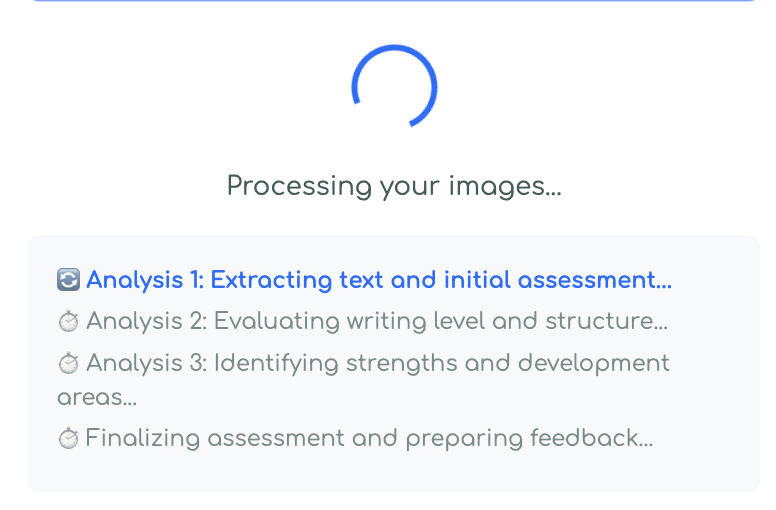 Processing your images...
🔄 Analysis 1: Extracting text and initial assessment...
⏱️ Analysis 2: Evaluating writing level and structure...
⏱️ Analysis 3: Identifying strengths and development
areas...
⏱️ Finalizing assessment and preparing feedback...